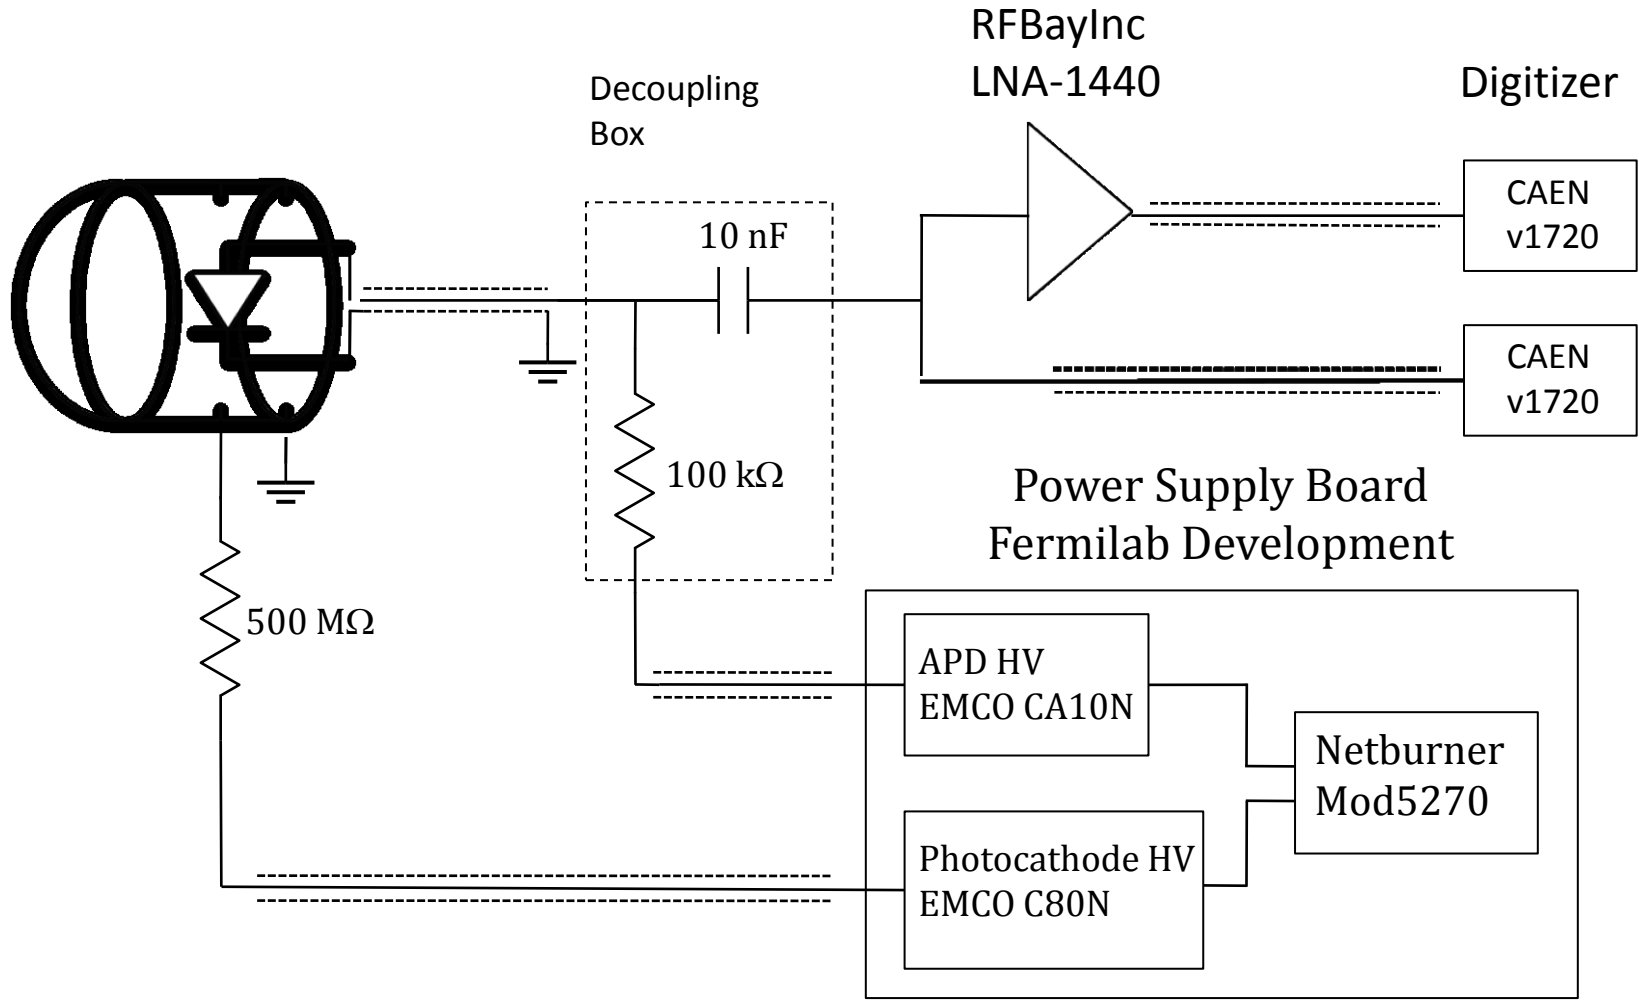 RFBayInc
LNA-1440
Digitizer
Decoupling
Box
10 nF
CAEN
v1720
CAEN
v1720
100 kΩ
Power Supply Board
Fermilab Development
500 MΩ
APD HV
EMCO CA10N
Netburner
Mod5270
Photocathode HV
EMCO C80N